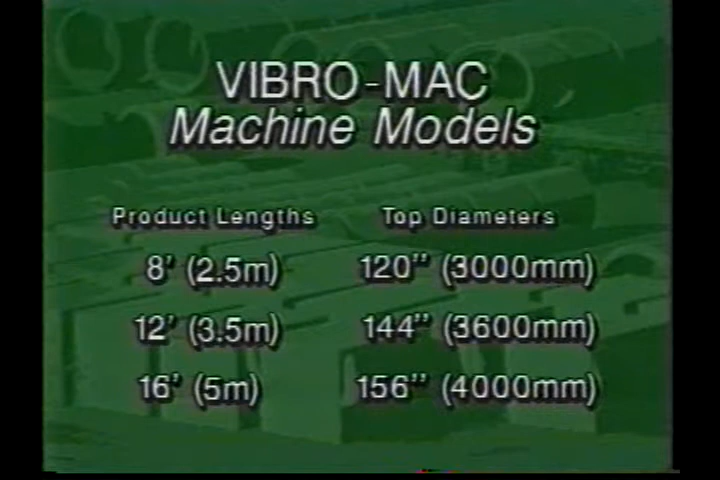 VIBRO-MAC
Machine Models
Product Lengths Top Diameters
8' (2.5m) 120" (3000mm)
12' (3.5m) 144" (3600mm)
16' (5m) 156" (4000mm)